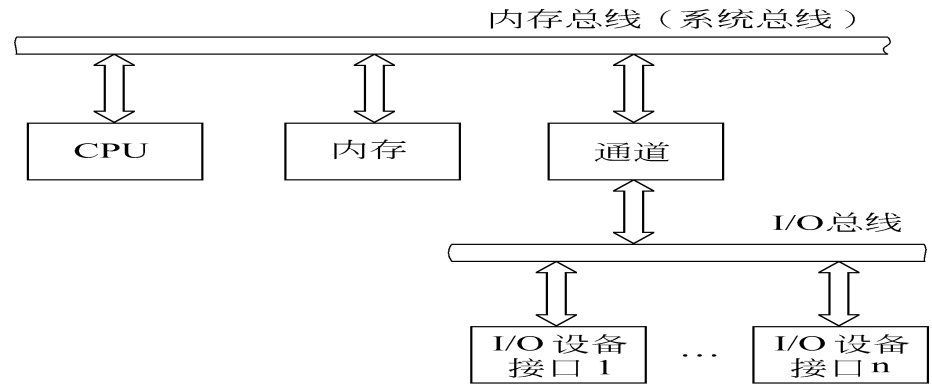 内存总线（系统总线）
CPU
内存
通道
I/O总线
I/O 设备
接口 1
···
I/O 设备
接口 n